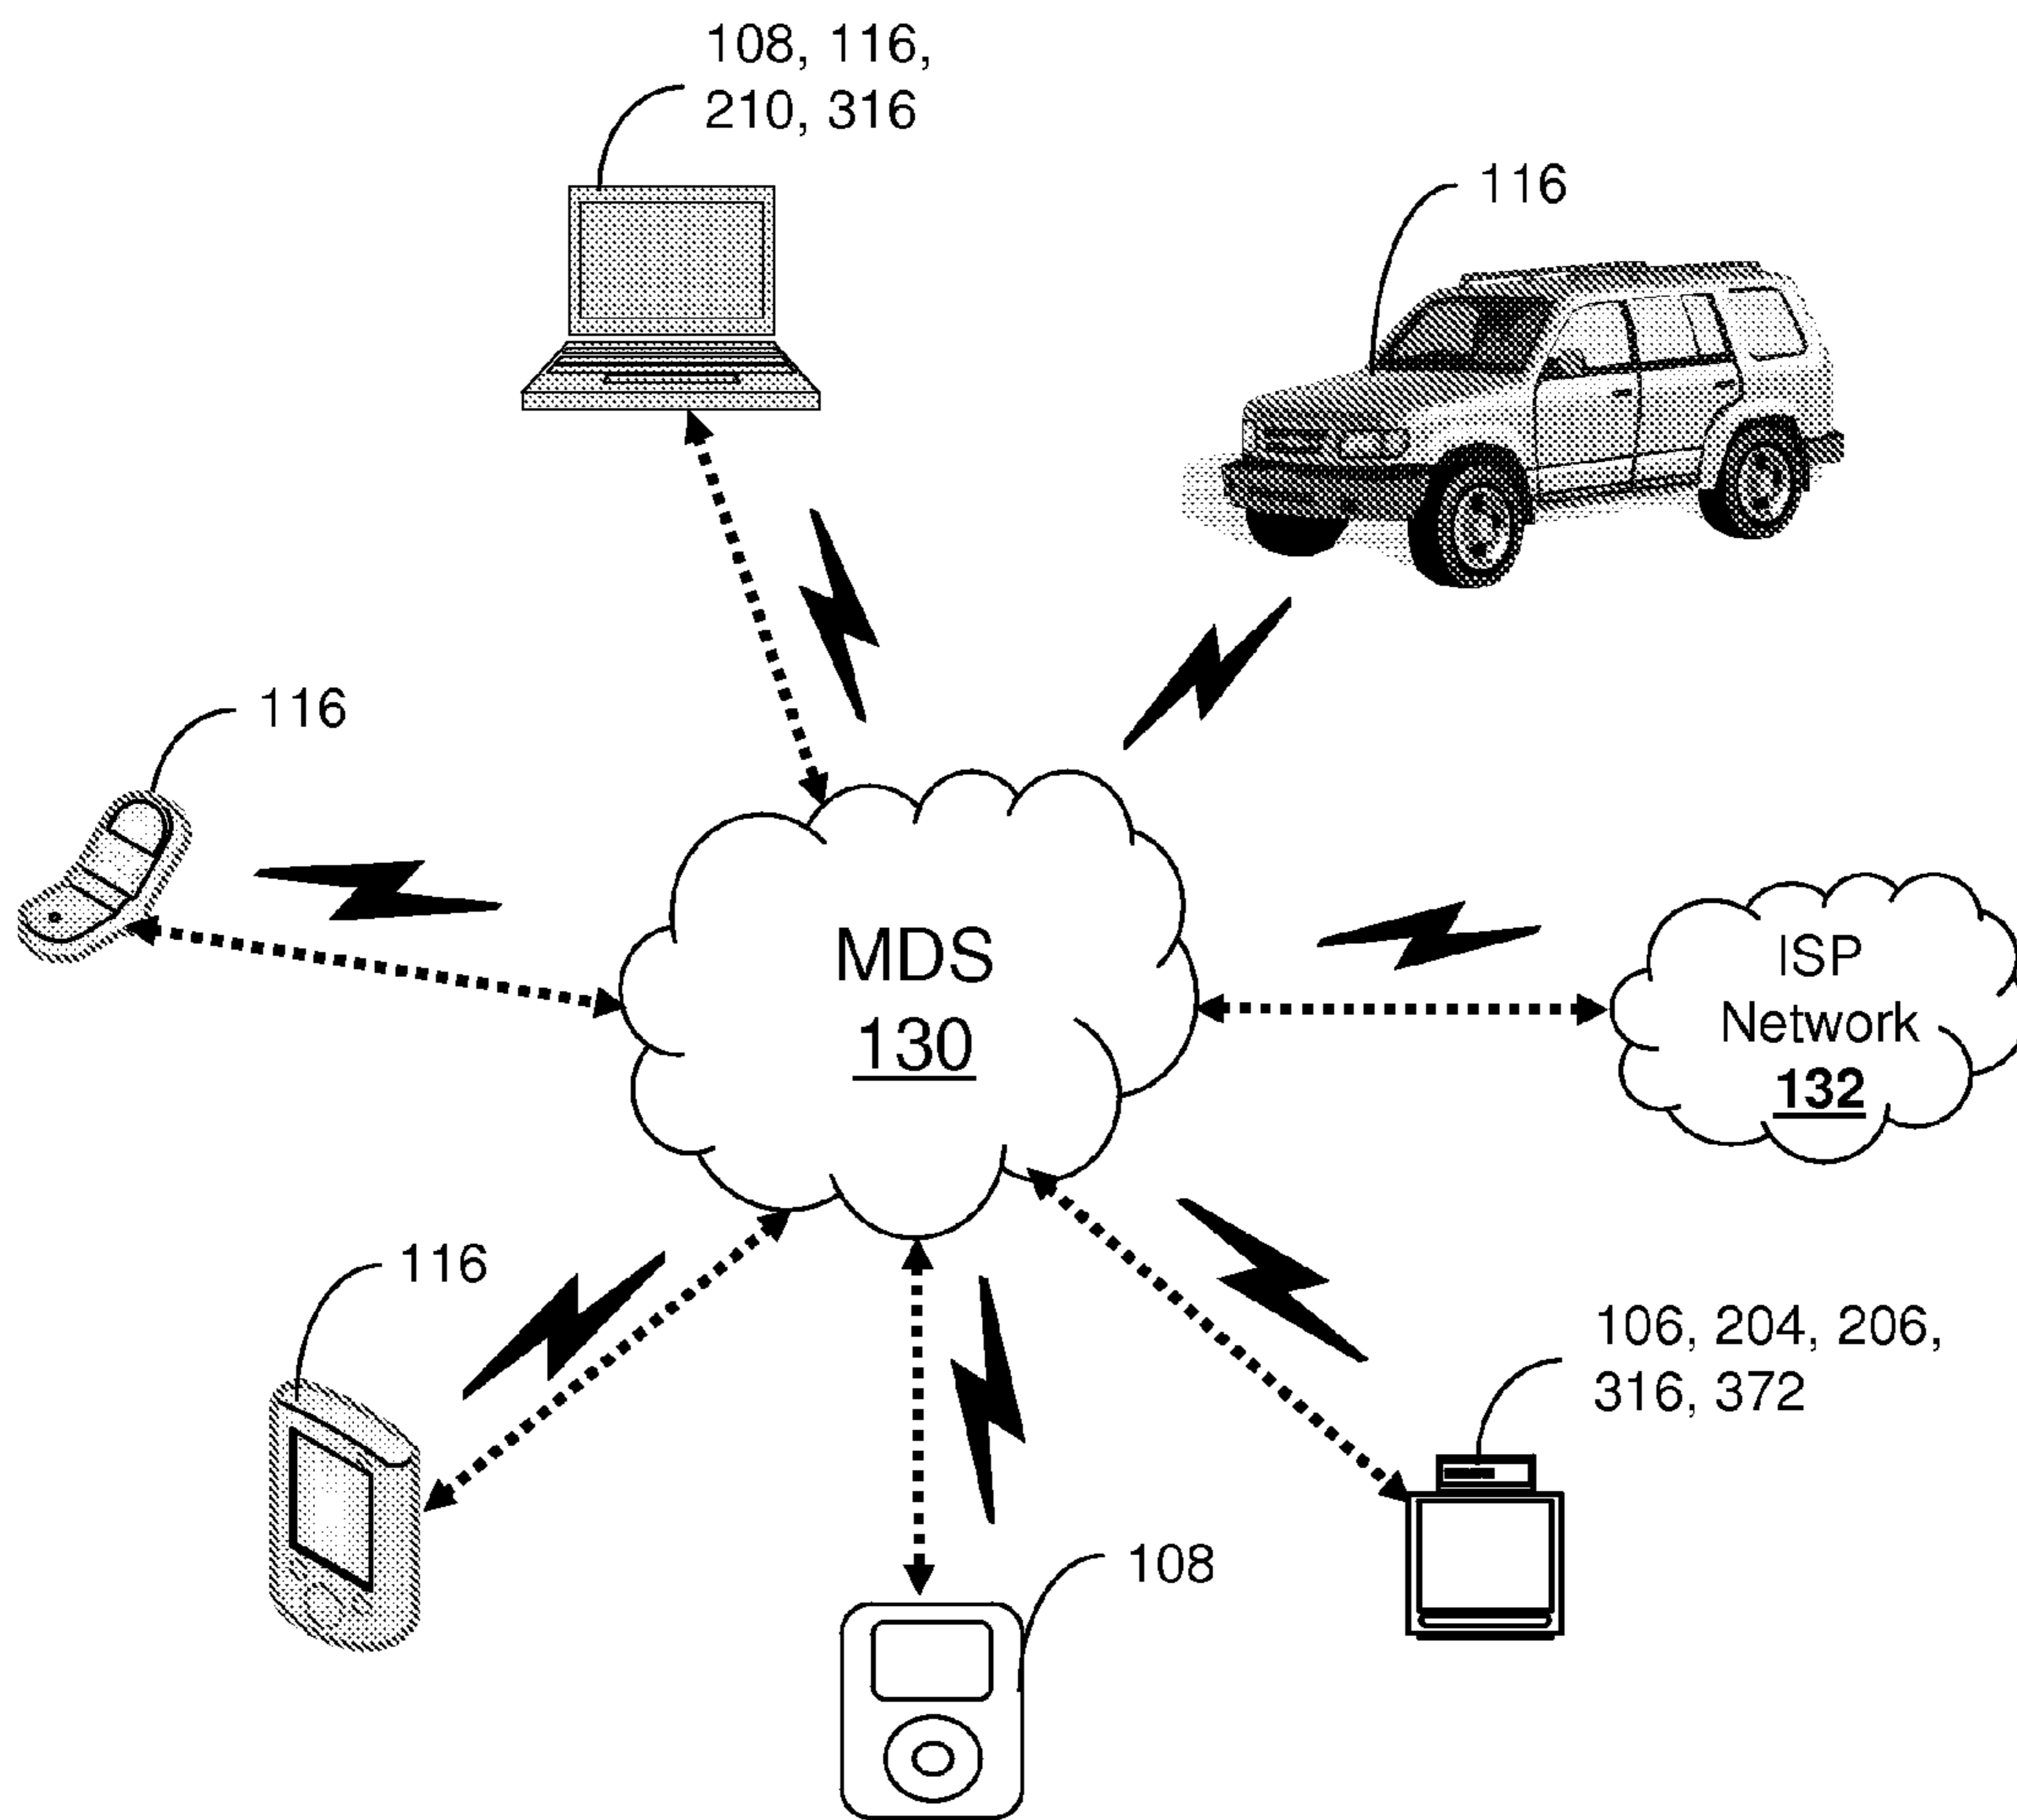 108, 116,
210, 316
116
116
MDS
130
ISP
Network
132
116
106, 204, 206,
316, 372
108